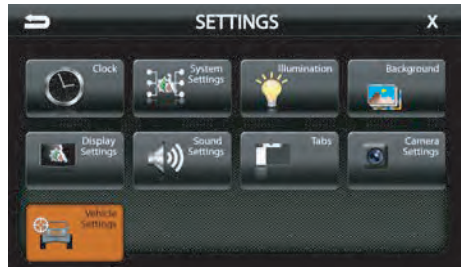 SETTINGS X
Clock
System
Settings
Illumination
Background
Display
Settings
Sound
Settings
Tabs
Camera
Settings
Vehicle
Settings